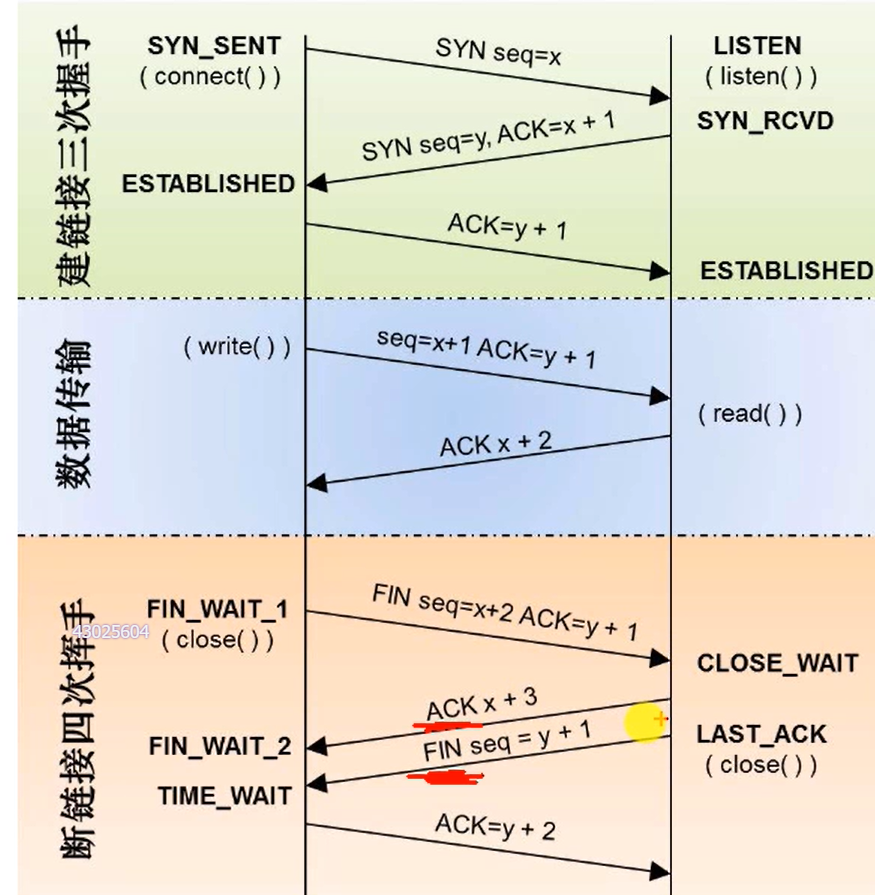 建链接三次握手
SYN_SENT
( connect( ) )
SYN seq=x
LISTEN
( listen( ) )
SYN_RCVD
SYN seq=y, ACK=x + 1
ESTABLISHED
ACK=y + 1
ESTABLISHED
数据传输
( write( ) )
seq=x+1 ACK=y + 1
( read( ) )
ACK x + 2
断链接四次挥手
43025604
FIN_WAIT_1
( close( ) )
FIN seq=x+2 ACK=y + 1
CLOSE_WAIT
ACK x + 3
FIN_WAIT_2
FIN seq = y + 1
LAST_ACK
( close( ) )
TIME_WAIT
ACK=y + 2